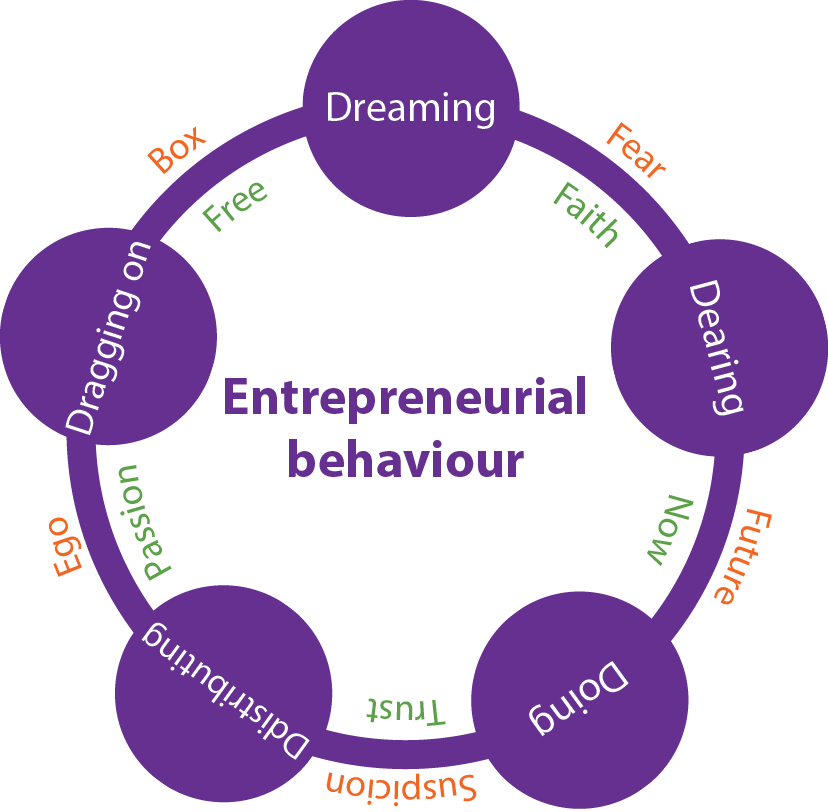 Dreaming
Fear
Faith
Dearing
Future
Now
Doing
Trust
Suspicion
Ddistributing
Ego
Passion
Dragging on
Box
Free
Entrepreneurial
behaviour